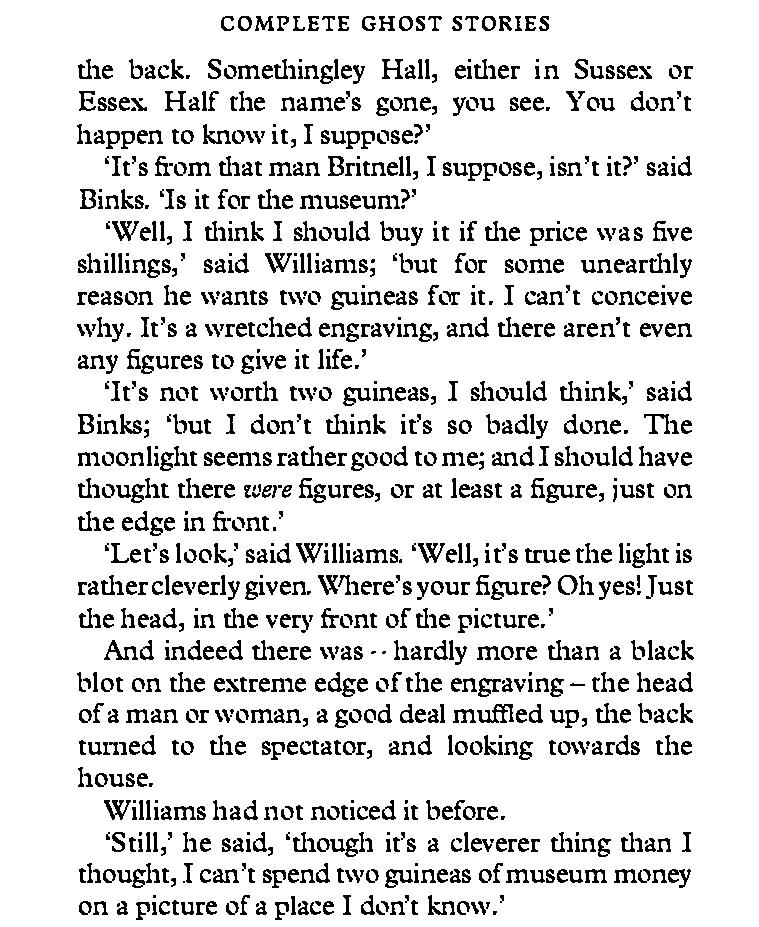 COMPLETE GHOST STORIES
the back. Somethingley Hall, either in Sussex or
Essex. Half the name's gone, you see. You don't
happen to know it, I suppose?'
'It's from that man Britnell, I suppose, isn't it?' said
Binks. 'Is it for the museum?'
'Well, I think I should buy it if the price was five
shillings,' said Williams; 'but for some unearthly
reason he wants two guineas for it. I can't conceive
why. It's a wretched engraving, and there aren't even
any figures to give it life.'
'It's not worth two guineas, I should think,' said
Binks; 'but I don't think it's so badly done. The
moonlight seems rather good to me; and I should have
thought there were figures, or at least a figure, just on
the edge in front.'
'Let's look,' said Williams. 'Well, it's true the light is
rather cleverly given. Where's your figure? Oh yes! Just
the head, in the very front of the picture.'
And indeed there was – hardly more than a black
blot on the extreme edge of the engraving – the head
of a man or woman, a good deal muffled up, the back
turned to the spectator, and looking towards the
house.
Williams had not noticed it before.
'Still,' he said, 'though it's a cleverer thing than I
thought, I can't spend two guineas of museum money
on a picture of a place I don't know.'